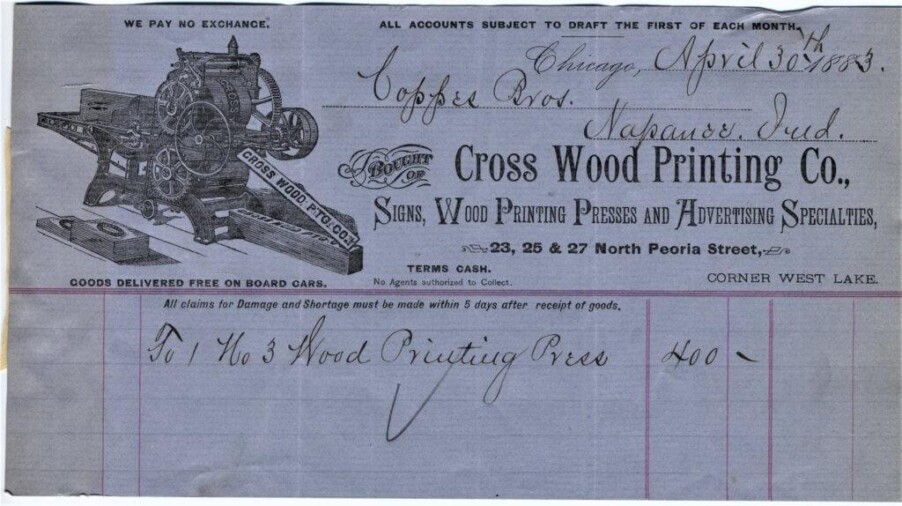 WE PAY NO EXCHANGE.
ALL ACCOUNTS SUBJECT TO DRAFT THE FIRST OF EACH MONTH.
Chicago, April 30th 1883.
Coppes Bros.
Napanee. Ind.
BOUGHT OF
Cross Wood Printing Co.,
SIGNS, WOOD PRINTING PRESSES AND ADVERTISING SPECIALTIES,
23, 25 & 27 North Peoria Street,
TERMS CASH.
No Agents authorized to Collect.
CORNER WEST LAKE.
CROSS WOOD P.T'G. CO.
GOODS DELIVERED FREE ON BOARD CARS.
All claims for Damage and Shortage must be made within 5 days after receipt of goods.
To 1 No 3 Wood Printing Press 400 -